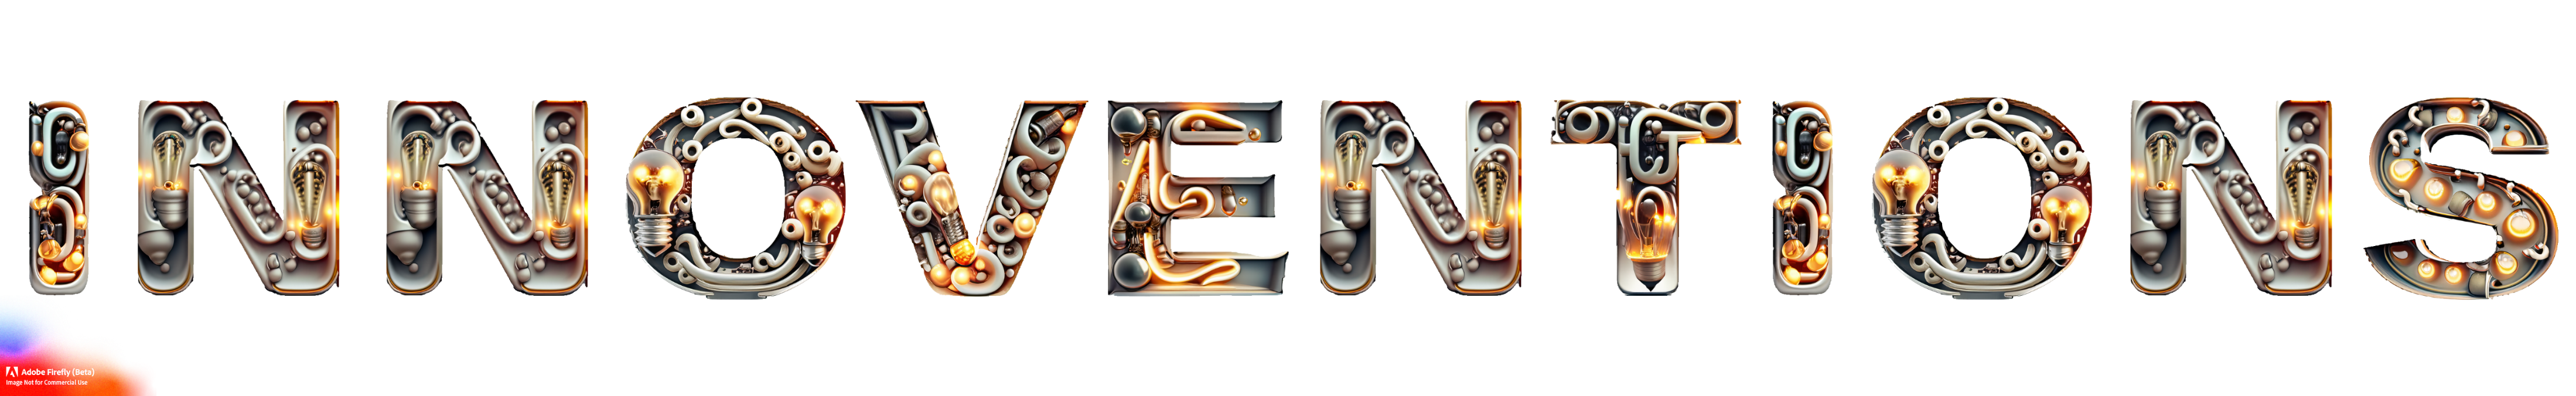 INNOVENTIONS
Adobe Firefly (Beta)
Image Not for Commercial Use